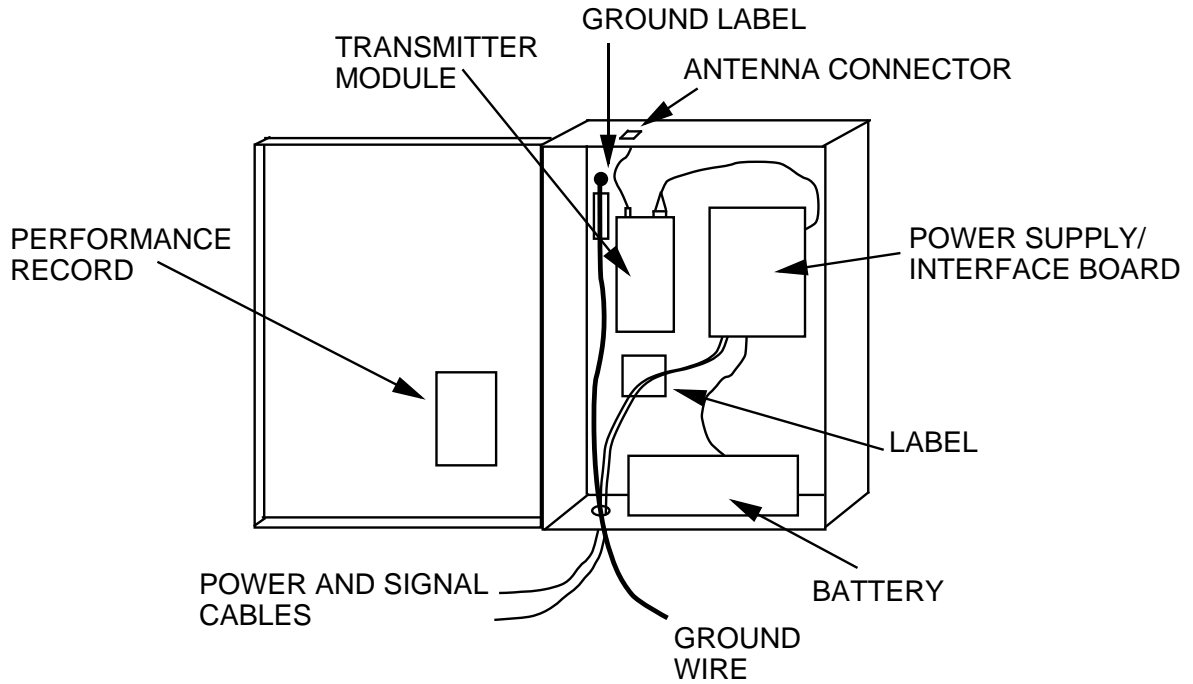 GROUND LABEL
TRANSMITTER
MODULE
ANTENNA CONNECTOR
PERFORMANCE
RECORD
POWER SUPPLY/
INTERFACE BOARD
LABEL
POWER AND SIGNAL
CABLES
BATTERY
GROUND
WIRE